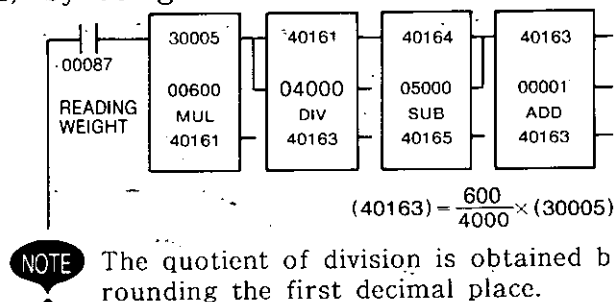 30005 40161 40164 40163
00087
READING
WEIGHT
00600 04000 05000 00001
MUL DIV SUB ADD
40161 40163 40165 40163
(40163) = 600/4000 × (30005)
NOTE The quotient of division is obtained b
rounding the first decimal place.